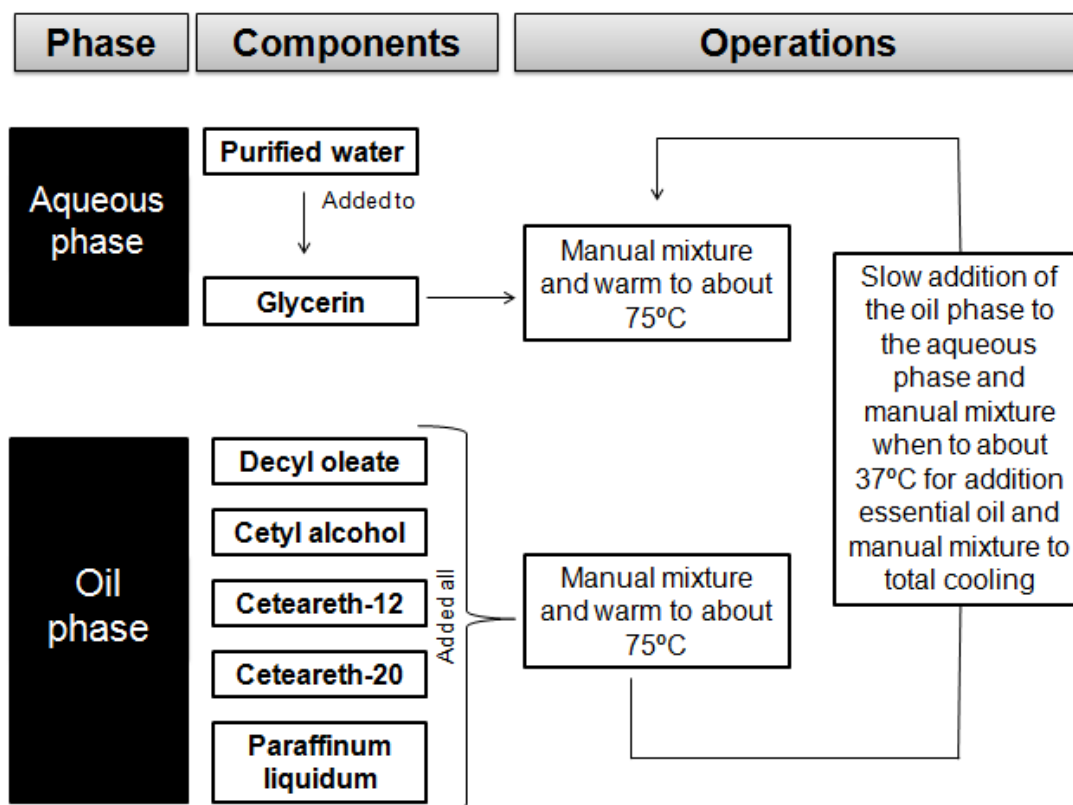 Phase
Components
Operations
Aqueous
phase
Purified water
Added to
Glycerin
Manual mixture
and warm to about
75ºC
Slow addition of
the oil phase to
the aqueous
phase and
manual mixture
when to about
37ºC for addition
essential oil and
manual mixture to
total cooling
Oil
phase
Decyl oleate
Cetyl alcohol
Ceteareth-12
Ceteareth-20
Paraffinum
liquidum
Added all
Manual mixture
and warm to about
75ºC